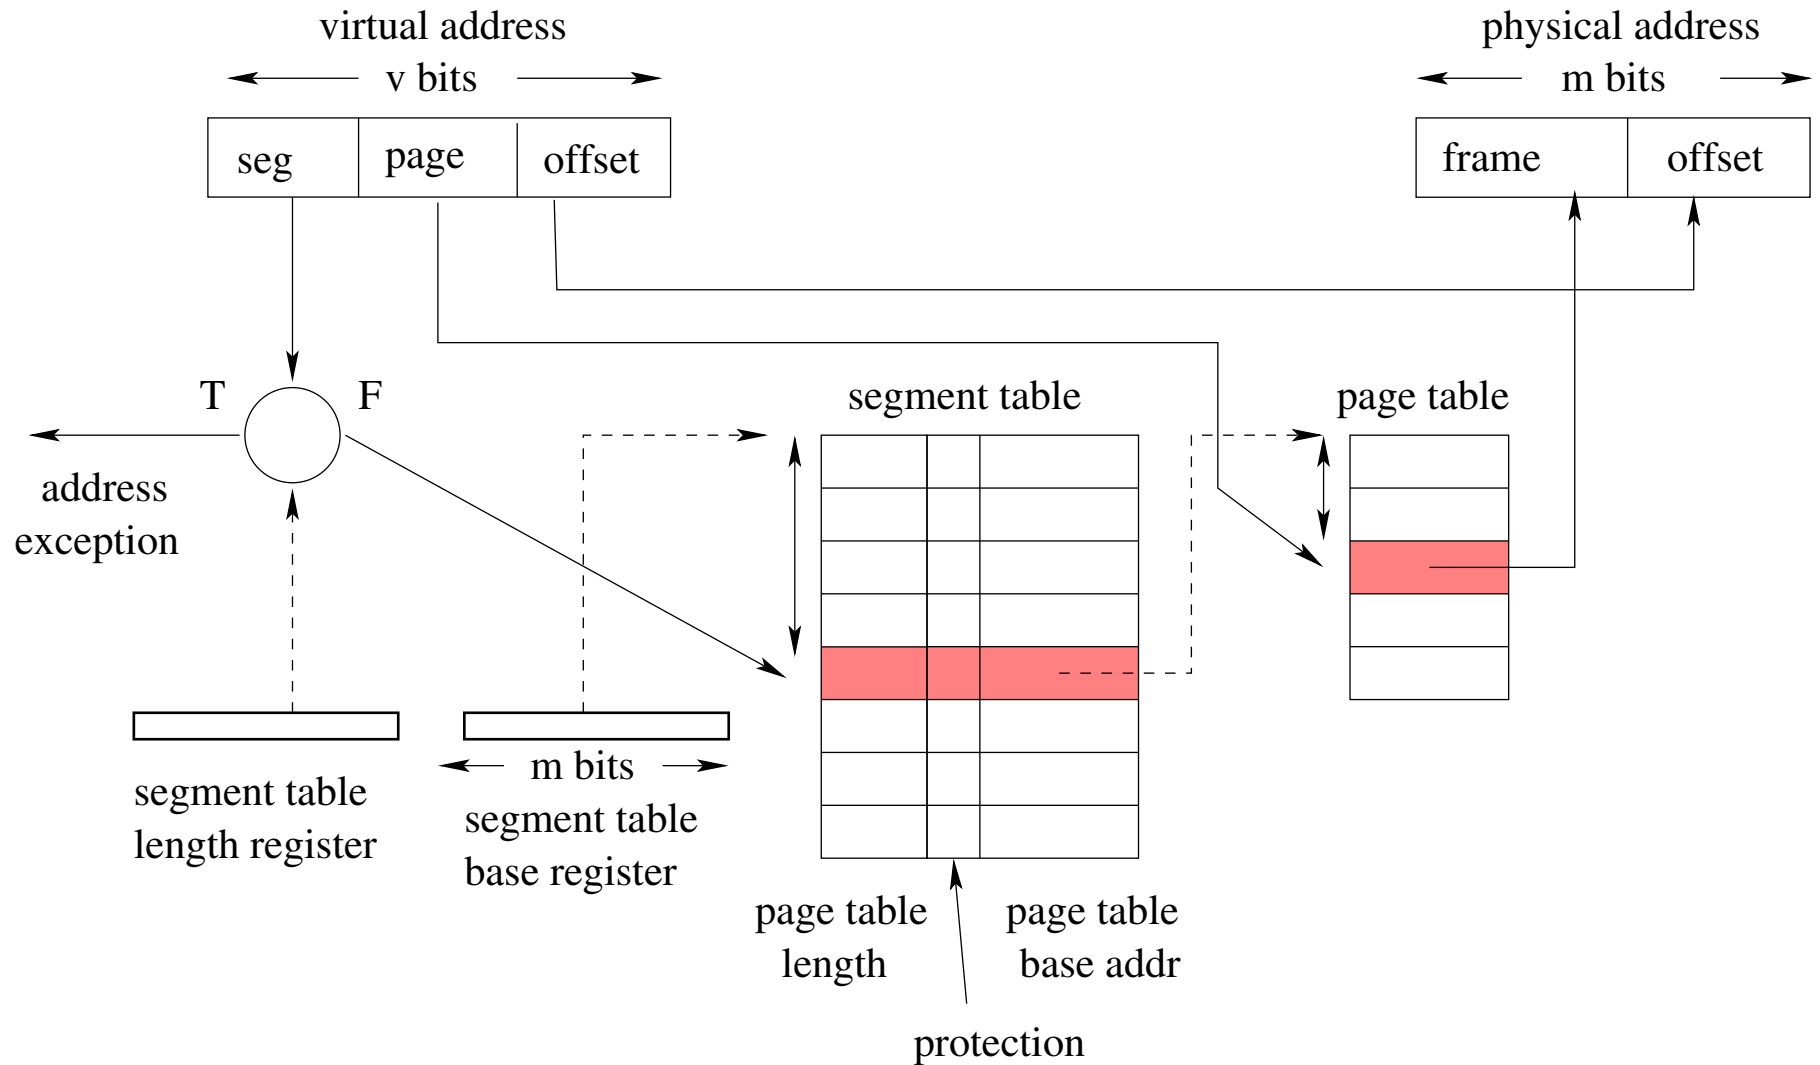 virtual address
v bits
seg
page
offset
physical address
m bits
frame
offset
T
F
address
exception
segment table
page table
m bits
segment table
length register
segment table
base register
page table
length
page table
base addr
protection